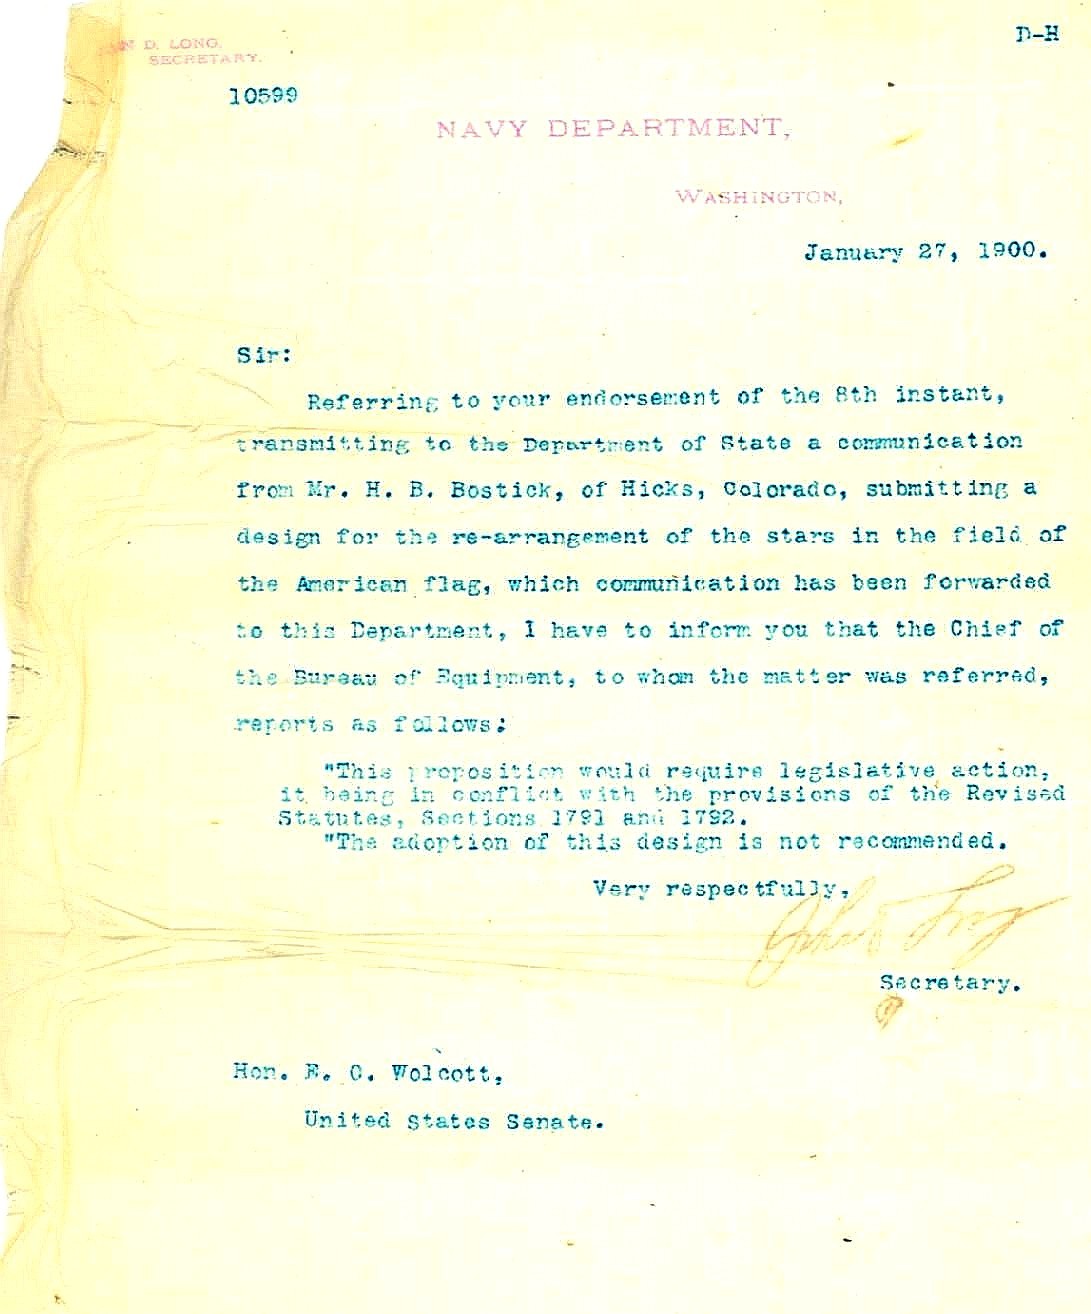 D-H
N D. LONG,
SECRETARY.
10599
NAVY DEPARTMENT,
WASHINGTON,
January 27, 1900.
Sir:
Referring to your endorsement of the 8th instant,
transmitting to the Department of State a communication
from Mr. H. B. Bostick, of Hicks, Colorado, submitting a
design for the re-arrangement of the stars in the field of
the American flag, which communication has been forwarded
to this Department, I have to inform you that the Chief of
the Bureau of Equipment, to whom the matter was referred,
reports as follows:
"This proposition would require legislative action,
it being in conflict with the provisions of the Revised
Statutes, Sections 1791 and 1792.
"The adoption of this design is not recommended.
Very respectfully,
John D Long
Secretary.
Hon. E. O. Wolcott,
United States Senate.